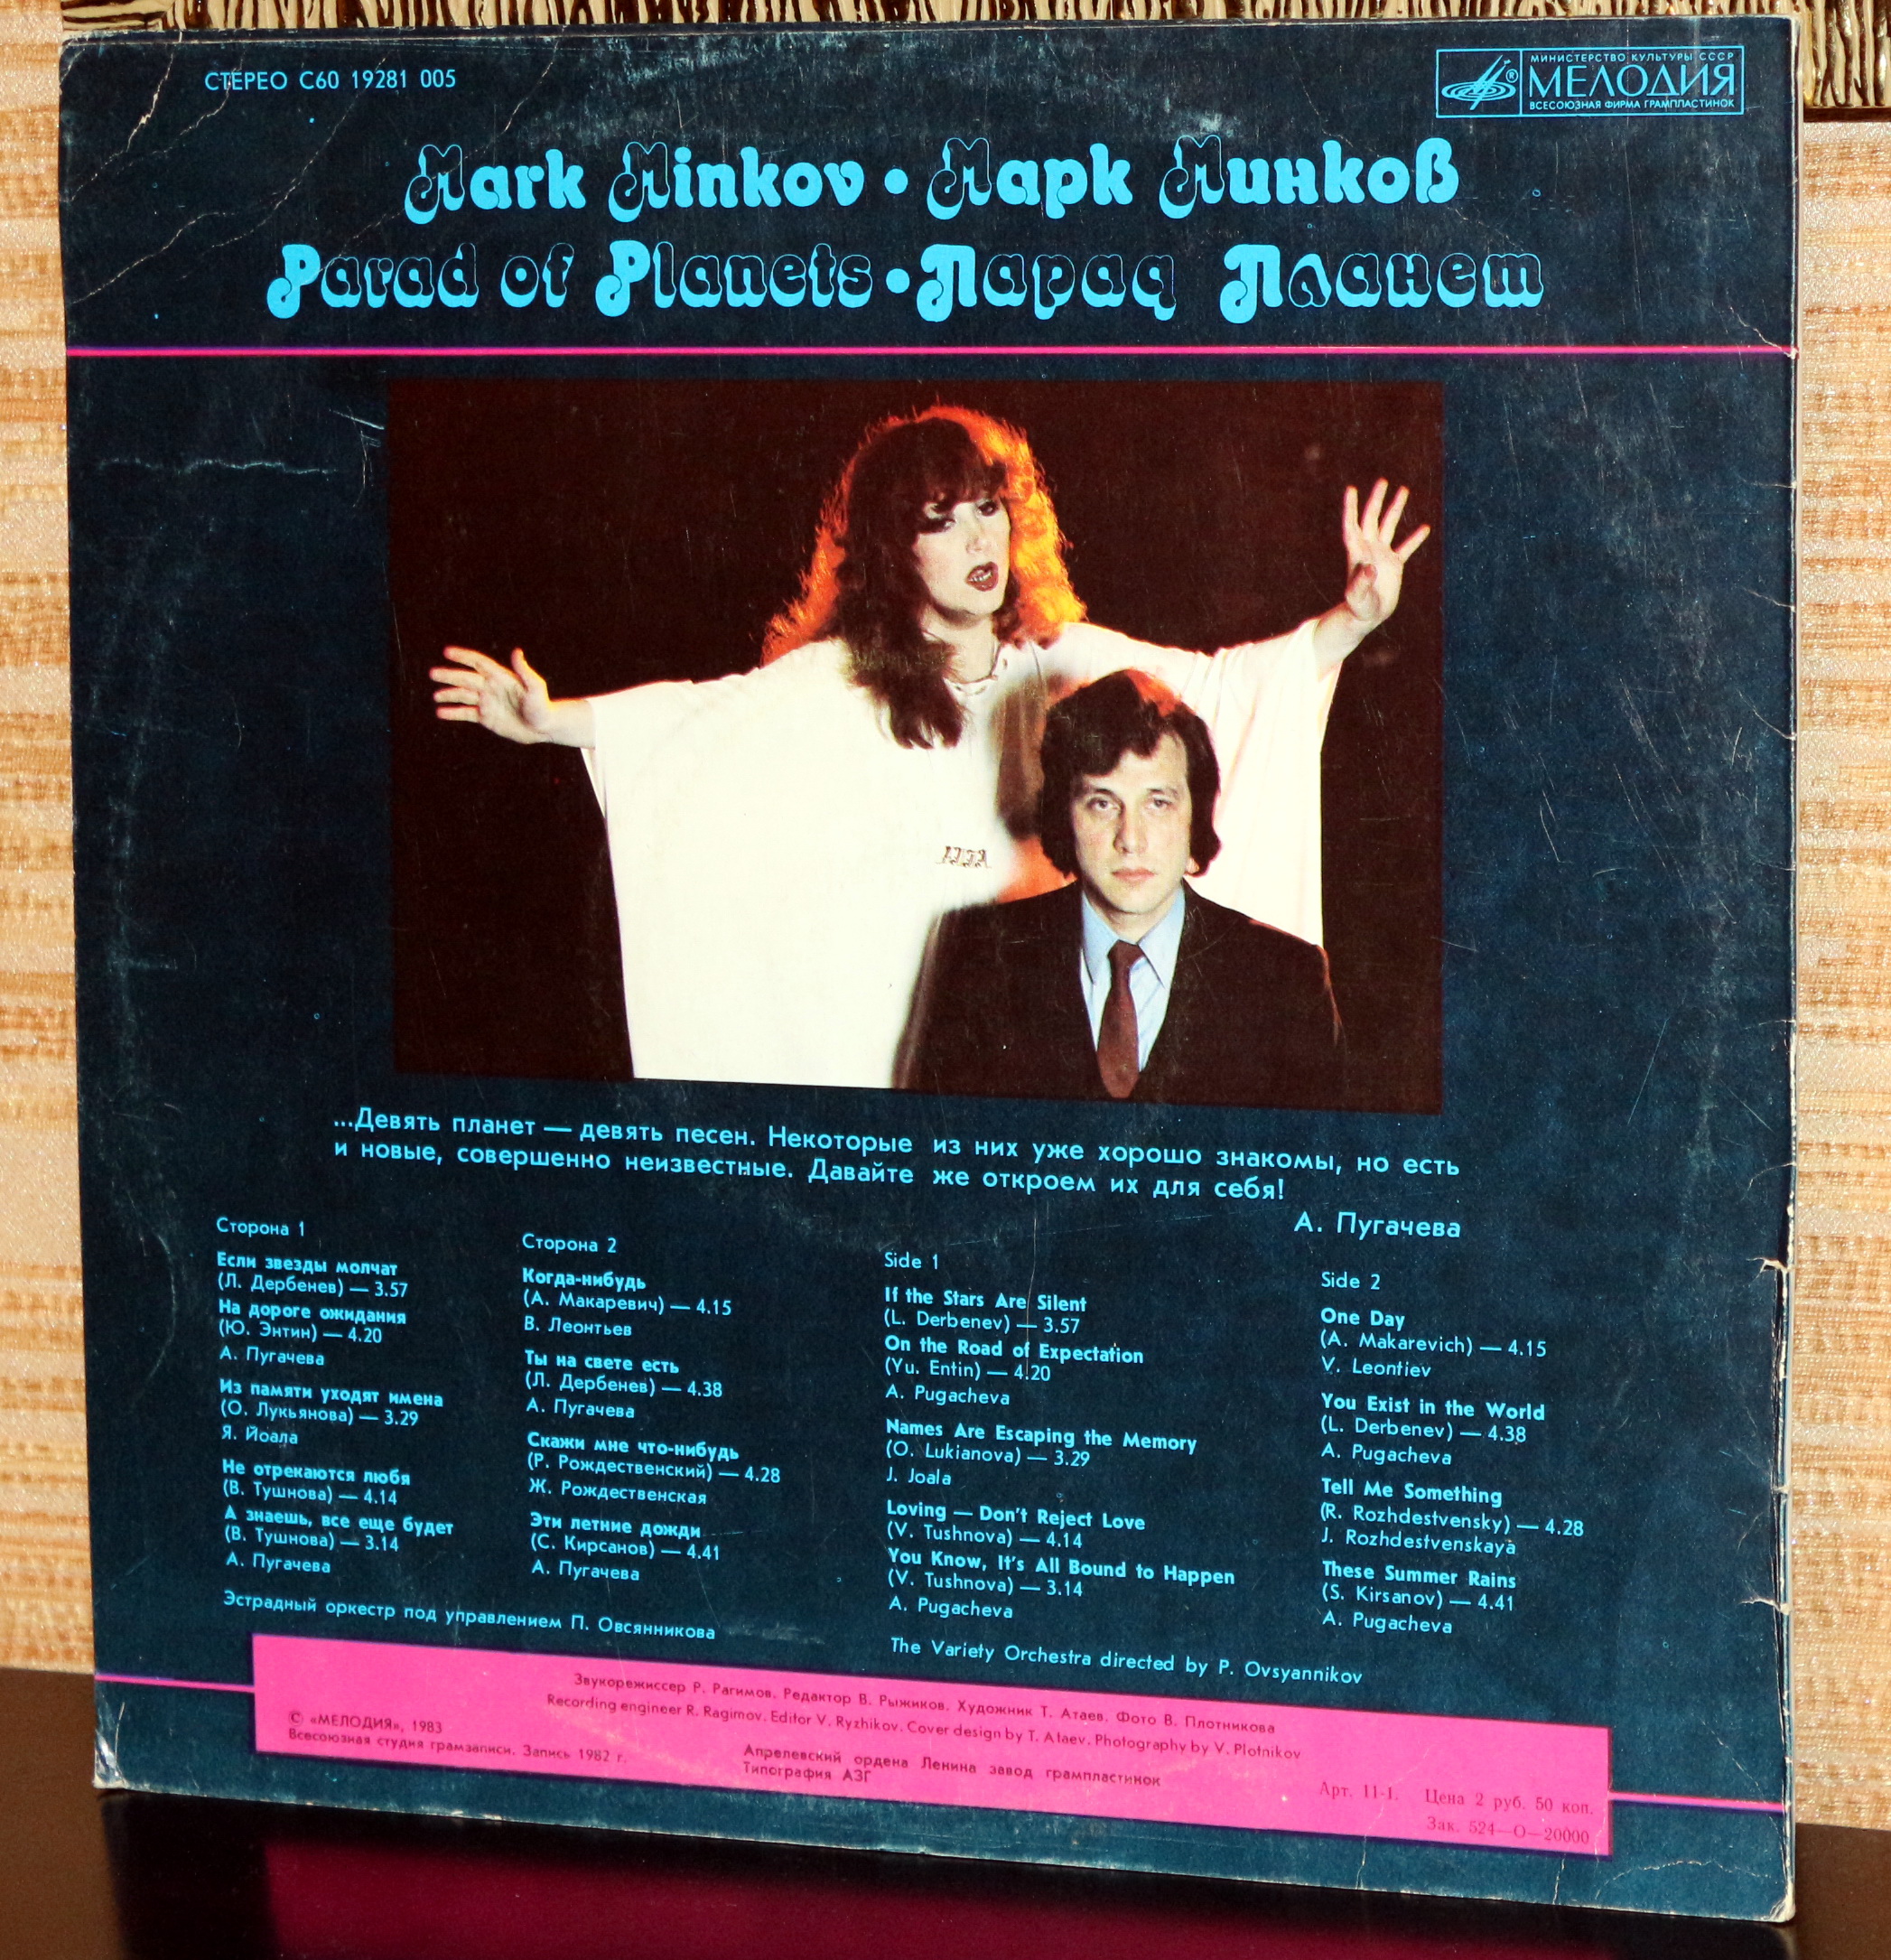 СТЕРЕО С60 19281 005
МИНИСТЕРСТВО КУЛЬТУРЫ СССР
®
МЕЛОДИЯ
ВСЕСОЮЗНАЯ ФИРМА ГРАМПЛАСТИНОК
Mark Minkov • Марк Минков
Parad of Planets • Парад Планет
...Девять планет — девять песен. Некоторые из них уже хорошо знакомы, но есть
и новые, совершенно неизвестные. Давайте же откроем их для себя!
А. Пугачева
Сторона 1
Если звезды молчат
(Л. Дербенев) — 3.57
На дороге ожидания
(Ю. Энтин) — 4.20
А. Пугачева
Из памяти уходят имена
(О. Лукьянова) — 3.29
Я. Йоала
Не отрекаются любя
(В. Тушнова) — 4.14
А знаешь, все еще будет
(В. Тушнова) — 3.14
А. Пугачева
Сторона 2
Когда-нибудь
(А. Макаревич) — 4.15
В. Леонтьев
Ты на свете есть
(Л. Дербенев) — 4.38
А. Пугачева
Скажи мне что-нибудь
(Р. Рождественский) — 4.28
Ж. Рождественская
Эти летние дожди
(С. Кирсанов) — 4.41
А. Пугачева
Эстрадный оркестр под управлением П. Овсянникова
Side 1
If the Stars Are Silent
(L. Derbenev) — 3.57
On the Road of Expectation
(Yu. Entin) — 4.20
A. Pugacheva
Names Are Escaping the Memory
(O. Lukianova) — 3.29
J. Joala
Loving — Don't Reject Love
(V. Tushnova) — 4.14
You Know, It's All Bound to Happen
(V. Tushnova) — 3.14
A. Pugacheva
Side 2
One Day
(A. Makarevich) — 4.15
V. Leontiev
You Exist in the World
(L. Derbenev) — 4.38
A. Pugacheva
Tell Me Something
(R. Rozhdestvensky) — 4.28
J. Rozhdestvenskaya
These Summer Rains
(S. Kirsanov) — 4.41
A. Pugacheva
The Variety Orchestra directed by P. Ovsyannikov
Звукорежиссер Р. Рагимов. Редактор В. Рыжиков. Художник Т. Атаев. Фото В. Плотникова
Recording engineer R. Ragimov. Editor V. Ryzhikov. Cover design by T. Ataev. Photography by V. Plotnikov
© «МЕЛОДИЯ», 1983
Всесоюзная студия грамзаписи. Запись 1982 г.
Апрелевский ордена Ленина завод грампластинок
Типография АЗГ
Арт. 11-1. Цена 2 руб. 50 коп.
Зак. 524—О—20000